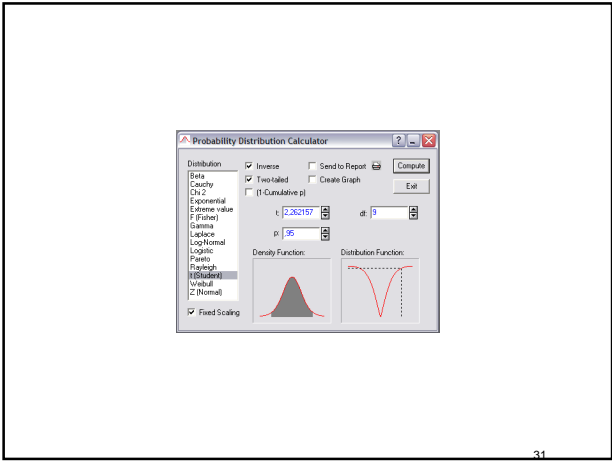 Probability Distribution Calculator
Distribution
Beta
Cauchy
Chi 2
Exponential
Extreme value
F (Fisher)
Gamma
Laplace
Log-Normal
Logistic
Pareto
Rayleigh
t (Student)
Weibull
Z (Normal)
Fixed Scaling
Inverse
Send to Report
Two-tailed
Create Graph
(1-Cumulative p)
Compute
Exit
t: 2,262157
df: 9
p: ,95
Density Function:
Distribution Function:
31